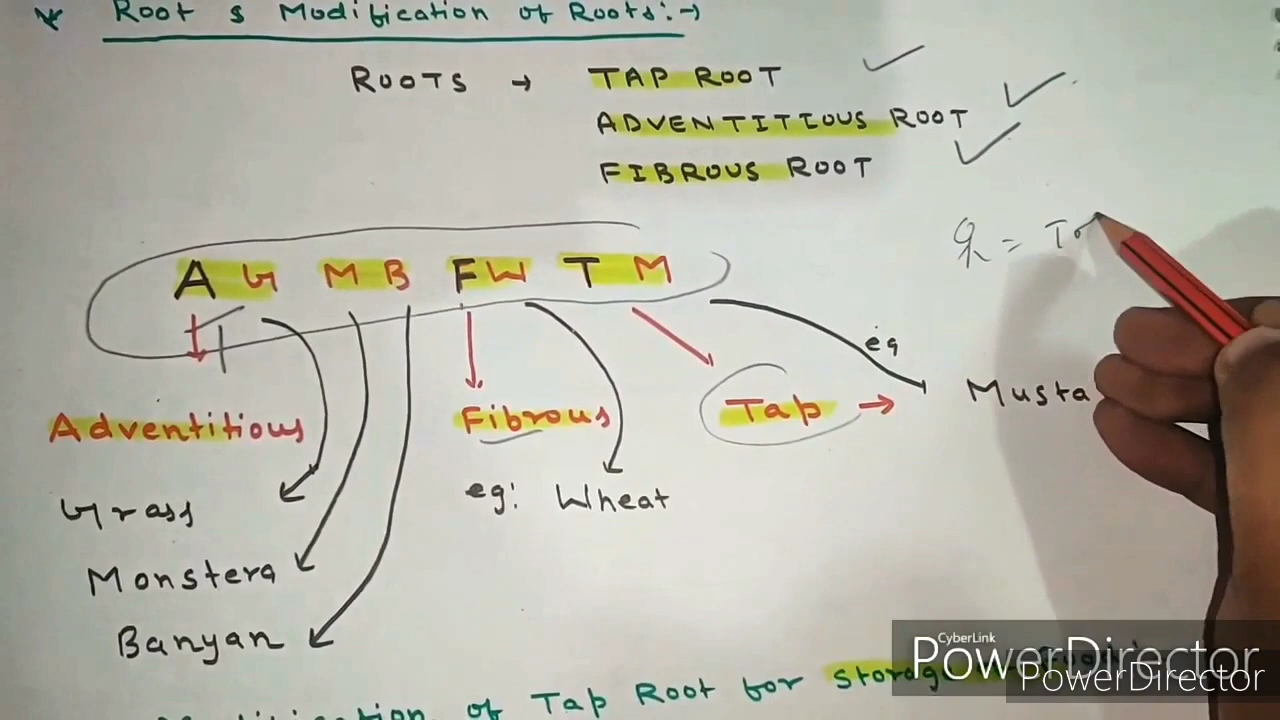 Root & Modification of Roots:→
ROOTS → TAP ROOT
ADVENTITIOUS ROOT
FIBROUS ROOT
A G M B F W T M
eg
Adventitious Fibrous Tap → Musta
Grass eg: Wheat
Monstera
Banyan
of Tap Root for storage
CyberLink
PowerDirector
PowerDirector